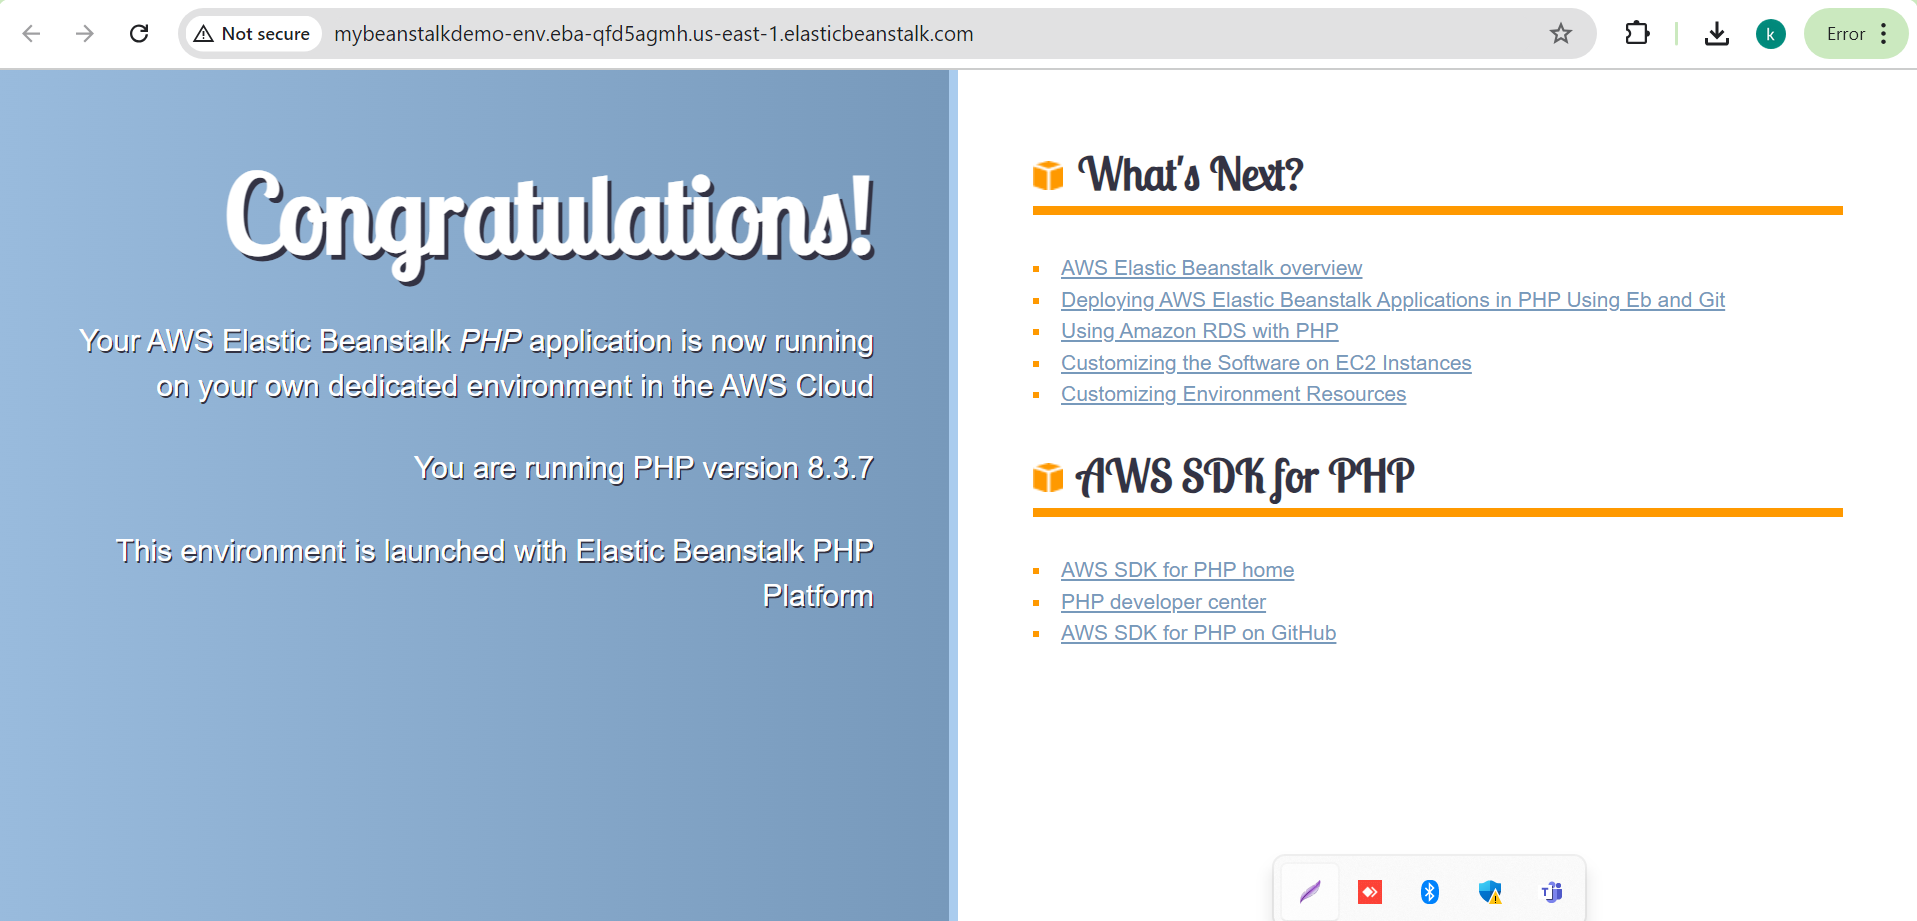 Not secure
mybeanstalkdemo-env.eba-qfd5agmh.us-east-1.elasticbeanstalk.com
k
Error
Congratulations!
Your AWS Elastic Beanstalk PHP application is now running
on your own dedicated environment in the AWS Cloud
You are running PHP version 8.3.7
This environment is launched with Elastic Beanstalk PHP
Platform
What's Next?
AWS Elastic Beanstalk overview
Deploying AWS Elastic Beanstalk Applications in PHP Using Eb and Git
Using Amazon RDS with PHP
Customizing the Software on EC2 Instances
Customizing Environment Resources
AWS SDK for PHP
AWS SDK for PHP home
PHP developer center
AWS SDK for PHP on GitHub